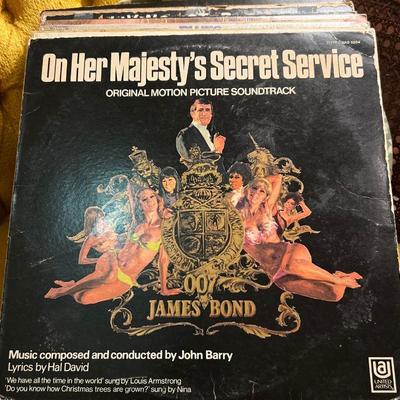 On Her Majesty's Secret Service
ORIGINAL MOTION PICTURE SOUNDTRACK
007
JAMES BOND
Music composed and conducted by John Barry
Lyrics by Hal David
'We have all the time in the world' sung by Louis Armstrong
'Do you know how Christmas trees are grown?' sung by Nina
UNITED
ARTISTS